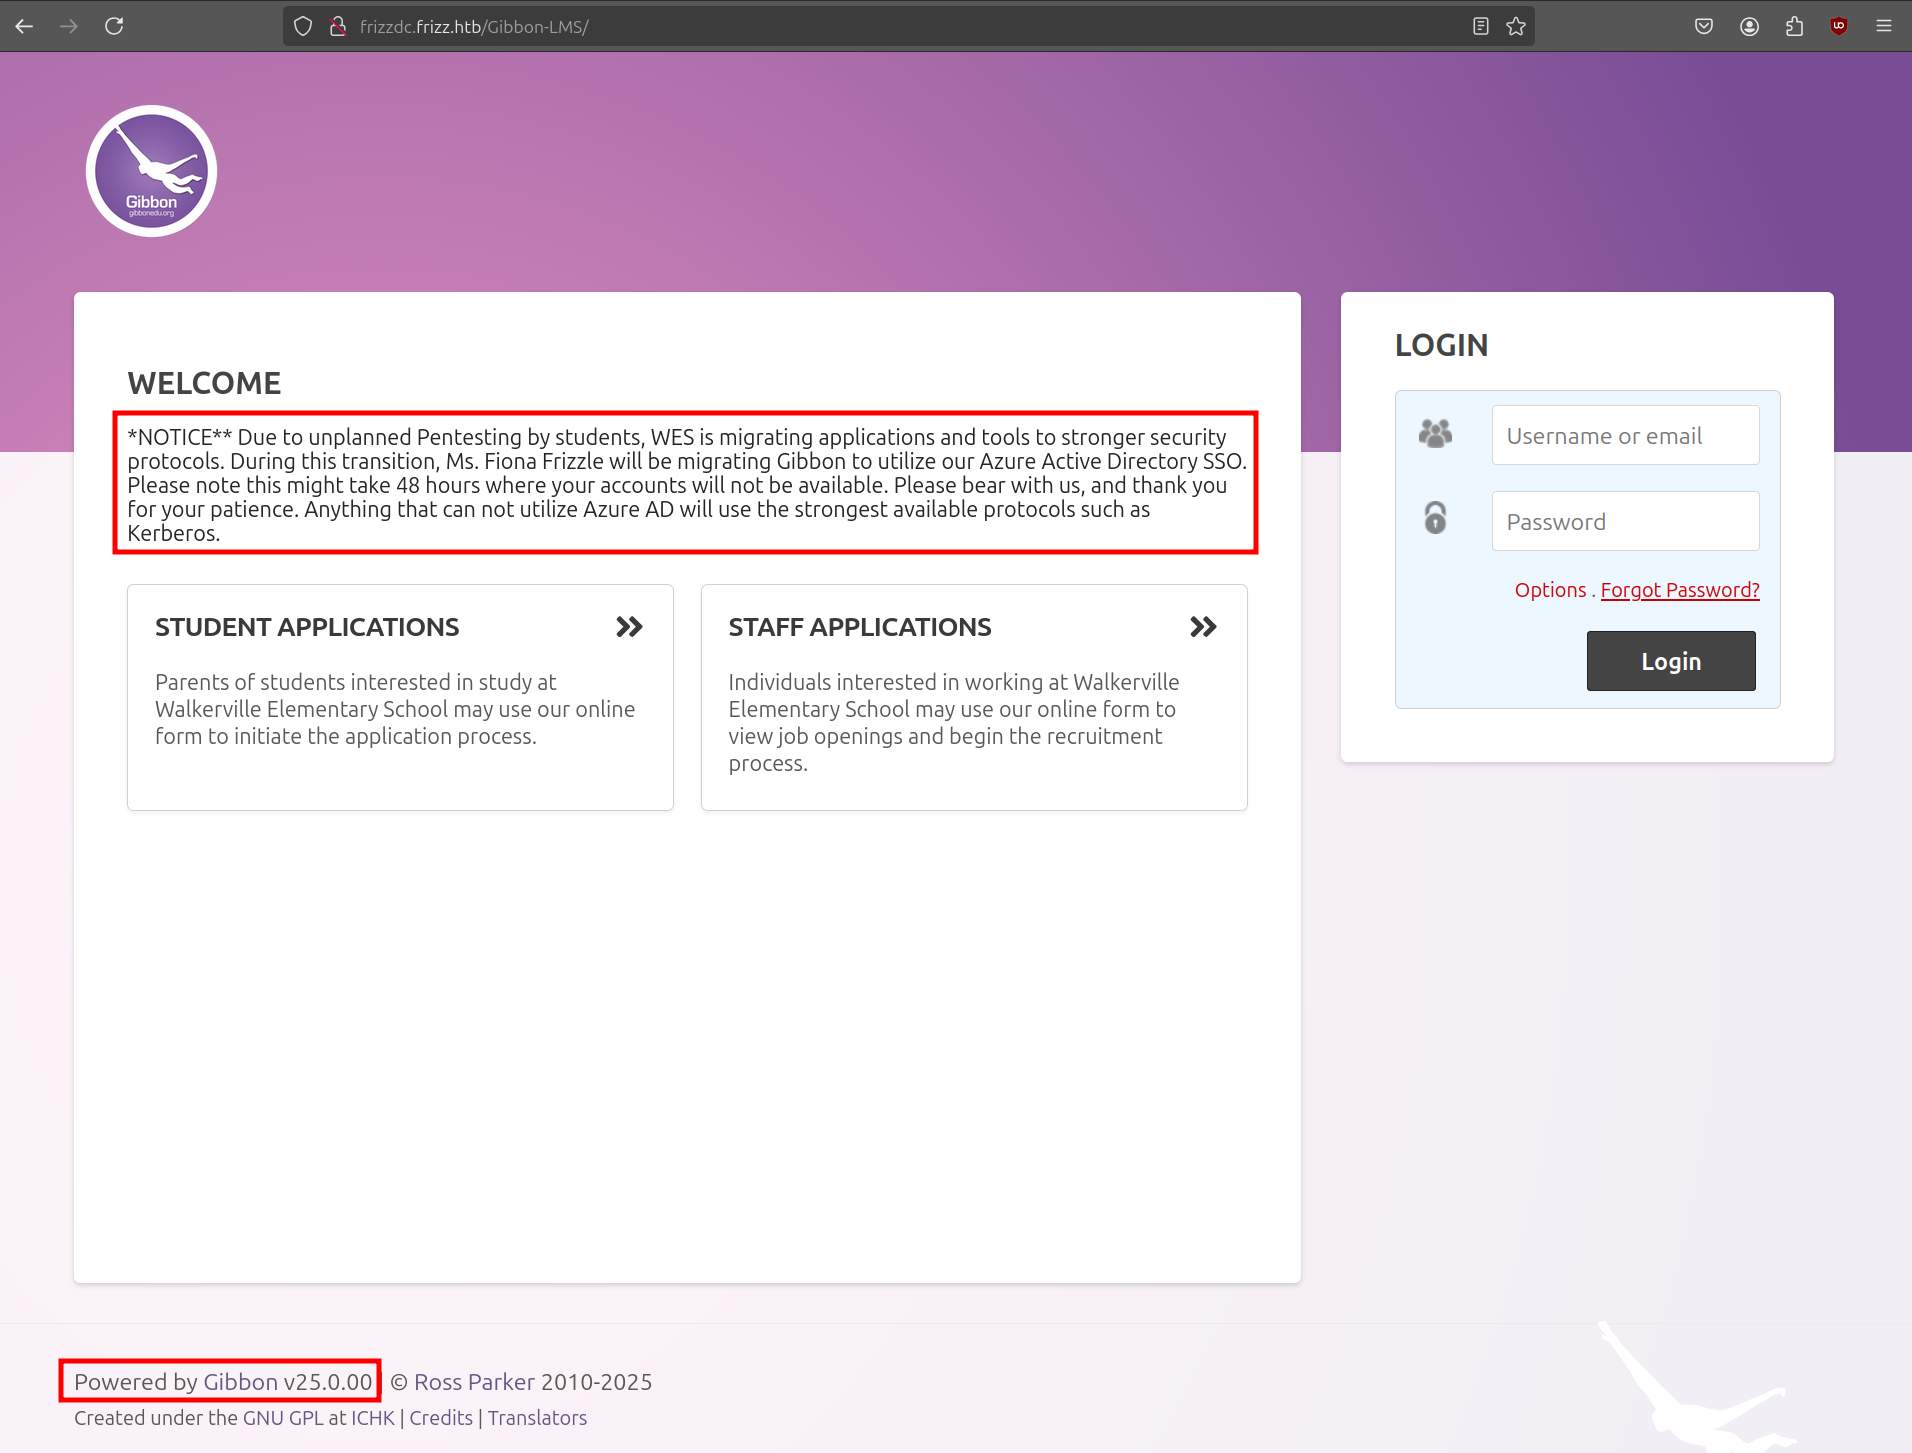 frizzdc.frizz.htb/Gibbon-LMS/
Gibbon
gibbonedu.org
WELCOME
*NOTICE** Due to unplanned Pentesting by students, WES is migrating applications and tools to stronger security
protocols. During this transition, Ms. Fiona Frizzle will be migrating Gibbon to utilize our Azure Active Directory SSO.
Please note this might take 48 hours where your accounts will not be available. Please bear with us, and thank you
for your patience. Anything that can not utilize Azure AD will use the strongest available protocols such as
Kerberos.
STUDENT APPLICATIONS
Parents of students interested in study at
Walkerville Elementary School may use our online
form to initiate the application process.
STAFF APPLICATIONS
Individuals interested in working at Walkerville
Elementary School may use our online form to
view job openings and begin the recruitment
process.
LOGIN
Username or email
Password
Options . Forgot Password?
Login
Powered by Gibbon v25.0.00 © Ross Parker 2010-2025
Created under the GNU GPL at ICHK | Credits | Translators